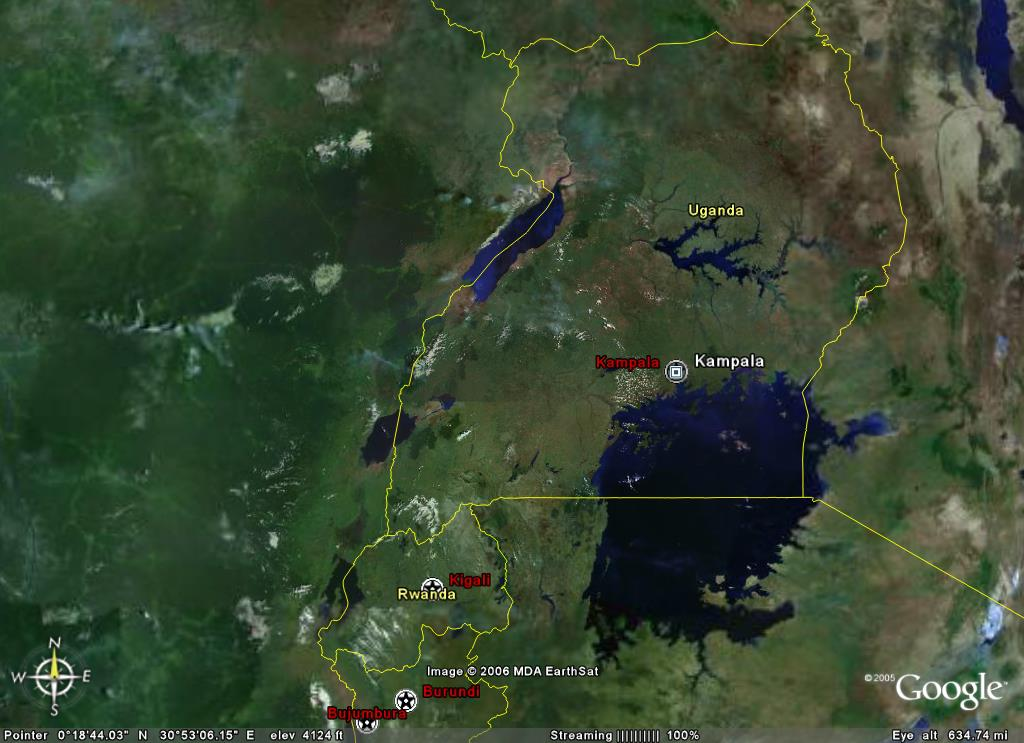 Uganda
Kampala Kampala
Kigali
Rwanda
N
W E
S
Image © 2006 MDA EarthSat
©2005 Google™
Burundi
Bujumbura
Pointer 0°18'44.03" N 30°53'06.15" E elev 4124 ft Streaming |||||||||| 100% Eye alt 634.74 mi